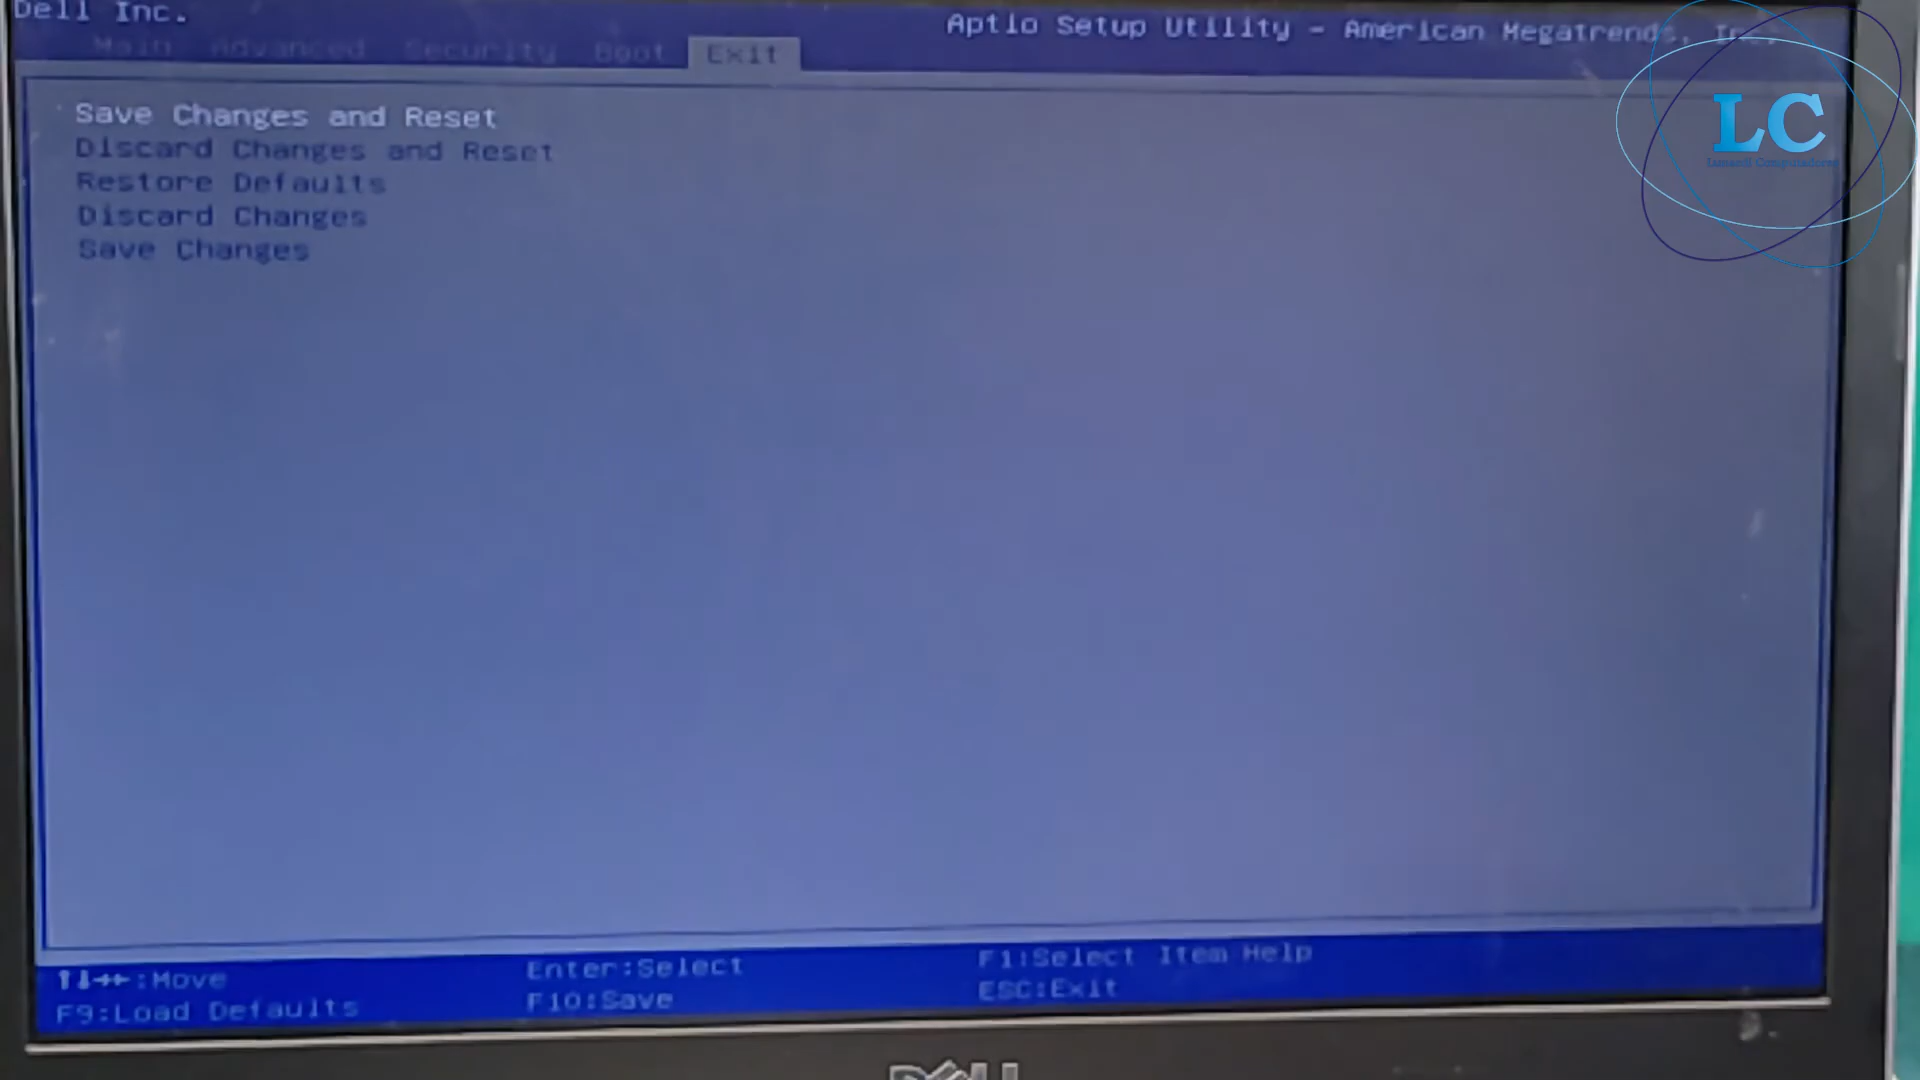 Dell Inc.
Aptio Setup Utility - American Megatrends, Inc.
Main Advanced Security Boot Exit
Save Changes and Reset
Discard Changes and Reset
Restore Defaults
Discard Changes
Save Changes
↑↓→←:Move
F9:Load Defaults
Enter:Select
F10:Save
F1:Select Item Help
ESC:Exit
LC
Computadores
DELL